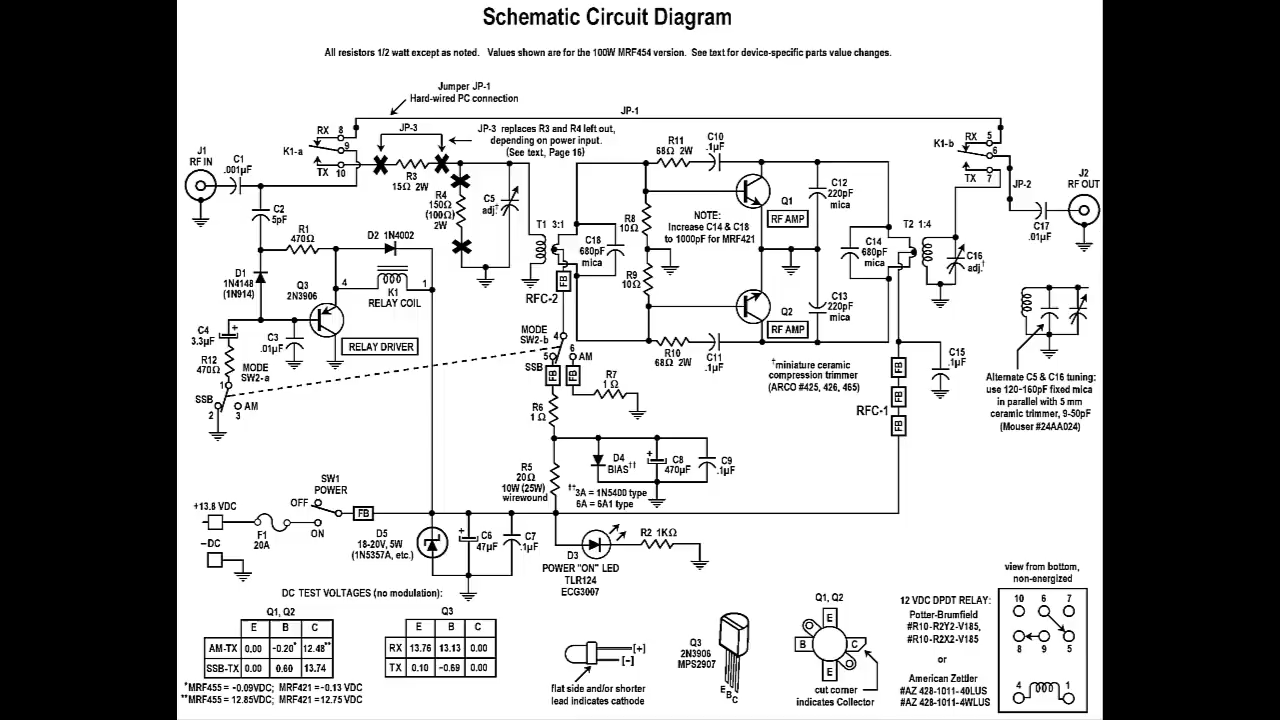 Schematic Circuit Diagram
All resistors 1/2 watt except as noted. Values shown are for the 100W MRF454 version. See text for device-specific parts value changes.
Jumper JP-1
Hard-wired PC connection
JP-1
RX 8
JP-3
JP-3 replaces R3 and R4 left out,
depending on power input.
(See text, Page 16)
K1-a
9
TX 10
J1
RF IN
C1
.001µF
R3
15Ω 2W
R4
150Ω
(100Ω)
2W
C5
adj.†
R11
68Ω 2W
C10
.1µF
K1-b
RX 5
6
TX 7
JP-2
J2
RF OUT
C17
.01µF
C2
5pF
R1
470Ω
D2 1N4002
T1 3:1
C18
680pF
mica
R8
10Ω
R9
10Ω
NOTE:
Increase C14 & C18
to 1000pF for MRF421
Q1
RF AMP
C12
220pF
mica
C14
680pF
mica
T2 1:4
C16
adj.†
D1
1N4148
(1N914)
Q3
2N3906
4
1
K1
RELAY COIL
FB
RFC-2
Q2
RF AMP
C13
220pF
mica
C4
3.3µF
+
C3
.01µF
RELAY DRIVER
R12
470Ω
MODE
SW2-a
1
SSB
2
AM
3
MODE
SW2-b
4
5
6
AM
SSB
FB
FB
R7
1 Ω
R6
1 Ω
R10
68Ω 2W
C11
.1µF
†miniature ceramic
compression trimmer
(ARCO #425, 426, 465)
FB
FB
FB
RFC-1
C15
.1µF
Alternate C5 & C16 tuning:
use 120-160pF fixed mica
in parallel with 5 mm
ceramic trimmer, 9-50pF
(Mouser #24AA024)
R5
20Ω
10W (25W)
wirewound
D4
BIAS††
+
C8
470µF
C9
.1µF
††3A = 1N5400 type
6A = 6A1 type
SW1
POWER
OFF
ON
FB
+13.8 VDC
F1
20A
−DC
D5
18-20V, 5W
(1N5357A, etc.)
+
C6
47µF
C7
.1µF
D3
POWER "ON" LED
TLR124
ECG3007
R2 1KΩ
DC TEST VOLTAGES (no modulation):
Q1, Q2
E B C
AM-TX 0.00 -0.20* 12.48**
SSB-TX 0.00 0.60 13.74
*MRF455 = -0.09VDC; MRF421 = -0.13 VDC
**MRF455 = 12.85VDC; MRF421 = 12.75 VDC
Q3
E B C
RX 13.76 13.13 0.00
TX 0.10 -0.69 0.00
[+]
[-]
flat side and/or shorter
lead indicates cathode
Q3
2N3906
MPS2907
E B C
Q1, Q2
E
B C
E
cut corner
indicates Collector
12 VDC DPDT RELAY:
Potter-Brumfield
#R10-R2Y2-V185,
#R10-R2X2-V185
or
American Zettler
#AZ 428-1011-40LUS
#AZ 428-1011-4WLUS
view from bottom,
non-energized
10 6 7
8 9 5
4 1